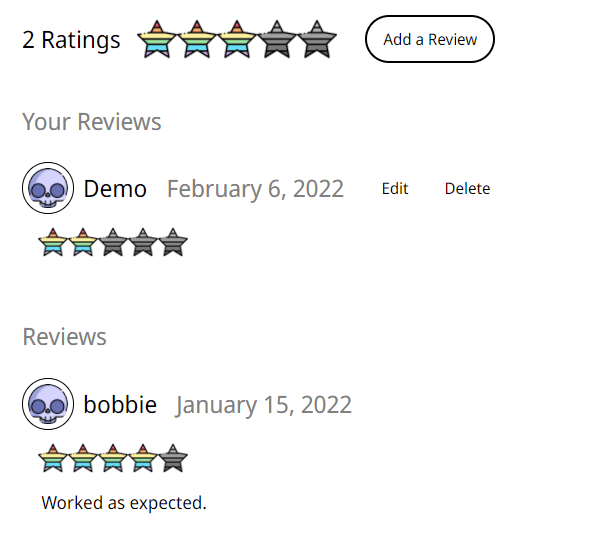 2 Ratings Add a Review
Your Reviews
Demo February 6, 2022 Edit Delete
Reviews
bobbie January 15, 2022
Worked as expected.